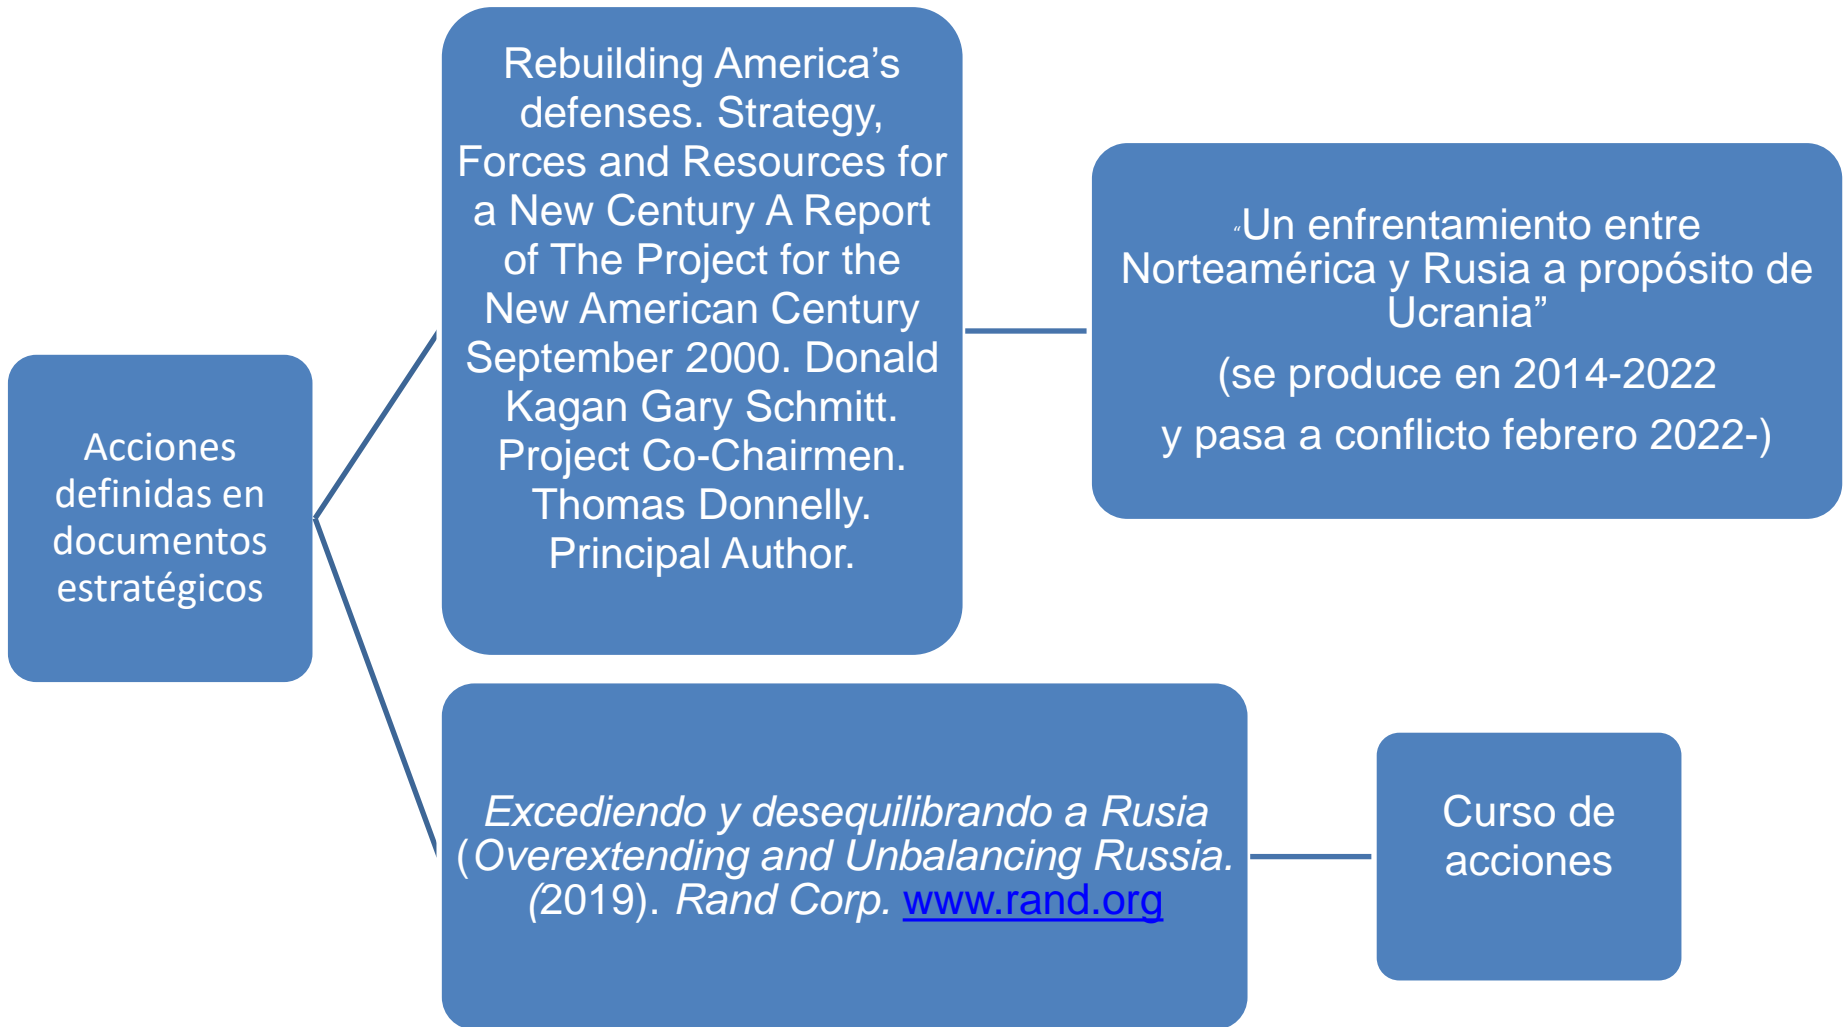 Acciones
definidas en
documentos
estratégicos
Rebuilding America’s
defenses. Strategy,
Forces and Resources for
a New Century A Report
of The Project for the
New American Century
September 2000. Donald
Kagan Gary Schmitt.
Project Co-Chairmen.
Thomas Donnelly.
Principal Author.
“Un enfrentamiento entre
Norteamérica y Rusia a propósito de
Ucrania”
(se produce en 2014-2022
y pasa a conflicto febrero 2022-)
Excediendo y desequilibrando a Rusia
(Overextending and Unbalancing Russia.
(2019). Rand Corp. www.rand.org
Curso de
acciones